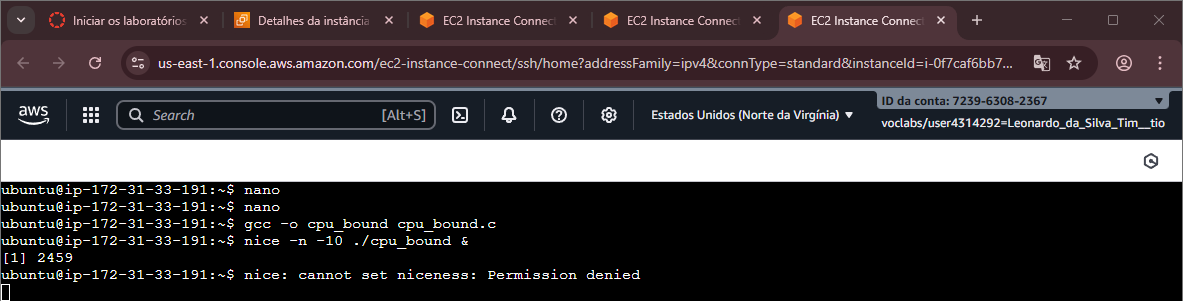 Iniciar os laboratórios
Detalhes da instância
EC2 Instance Connect
EC2 Instance Connect
EC2 Instance Connect
us-east-1.console.aws.amazon.com/ec2-instance-connect/ssh/home?addressFamily=ipv4&connType=standard&instanceId=i-0f7caf6bb7...
aws
Search
[Alt+S]
Estados Unidos (Norte da Virgínia)
ID da conta: 7239-6308-2367
voclabs/user4314292=Leonardo_da_Silva_Tim__tio
ubuntu@ip-172-31-33-191:~$ nano
ubuntu@ip-172-31-33-191:~$ nano
ubuntu@ip-172-31-33-191:~$ gcc -o cpu_bound cpu_bound.c
ubuntu@ip-172-31-33-191:~$ nice -n -10 ./cpu_bound &
[1] 2459
ubuntu@ip-172-31-33-191:~$ nice: cannot set niceness: Permission denied